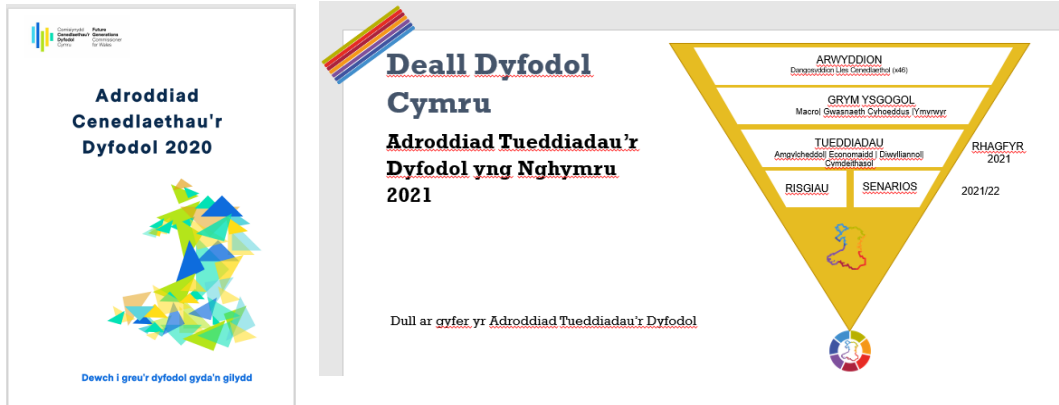 Comisiynydd
Cenedlaethau'r
Dyfodol
Cymru
Future
Generations
Commissioner
for Wales
Adroddiad
Cenedlaethau'r
Dyfodol 2020
Dewch i greu'r dyfodol gyda'n gilydd
Deall Dyfodol
Cymru
Adroddiad Tueddiadau'r
Dyfodol yng Nghymru
2021
Dull ar gyfer yr Adroddiad Tueddiadau'r Dyfodol
ARWYDDION
Dangosyddion Lles Cenedlaethol (x46)
GRYM YSGOGOL
Macro| Gwasnaeth Cyhoeddus |Ymyrwyr
TUEDDIADAU
Amgylcheddol| Economaidd | Diwylliannol|
Cymdeithasol
RISGIAU
SENARIOS
RHAGFYR
2021
2021/22